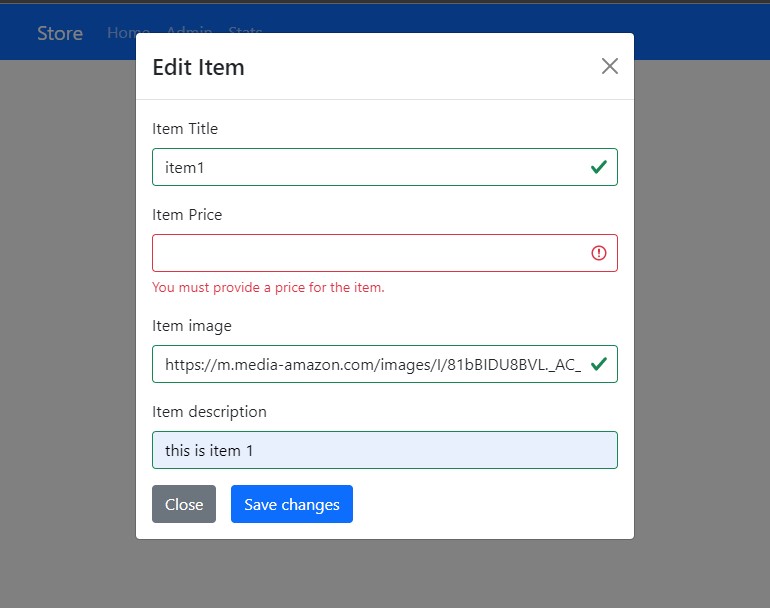 Store Home Admin Stats
Edit Item
Item Title
item1
Item Price
You must provide a price for the item.
Item image
https://m.media-amazon.com/images/I/81bBIDU8BVL._AC_
Item description
this is item 1
Close Save changes